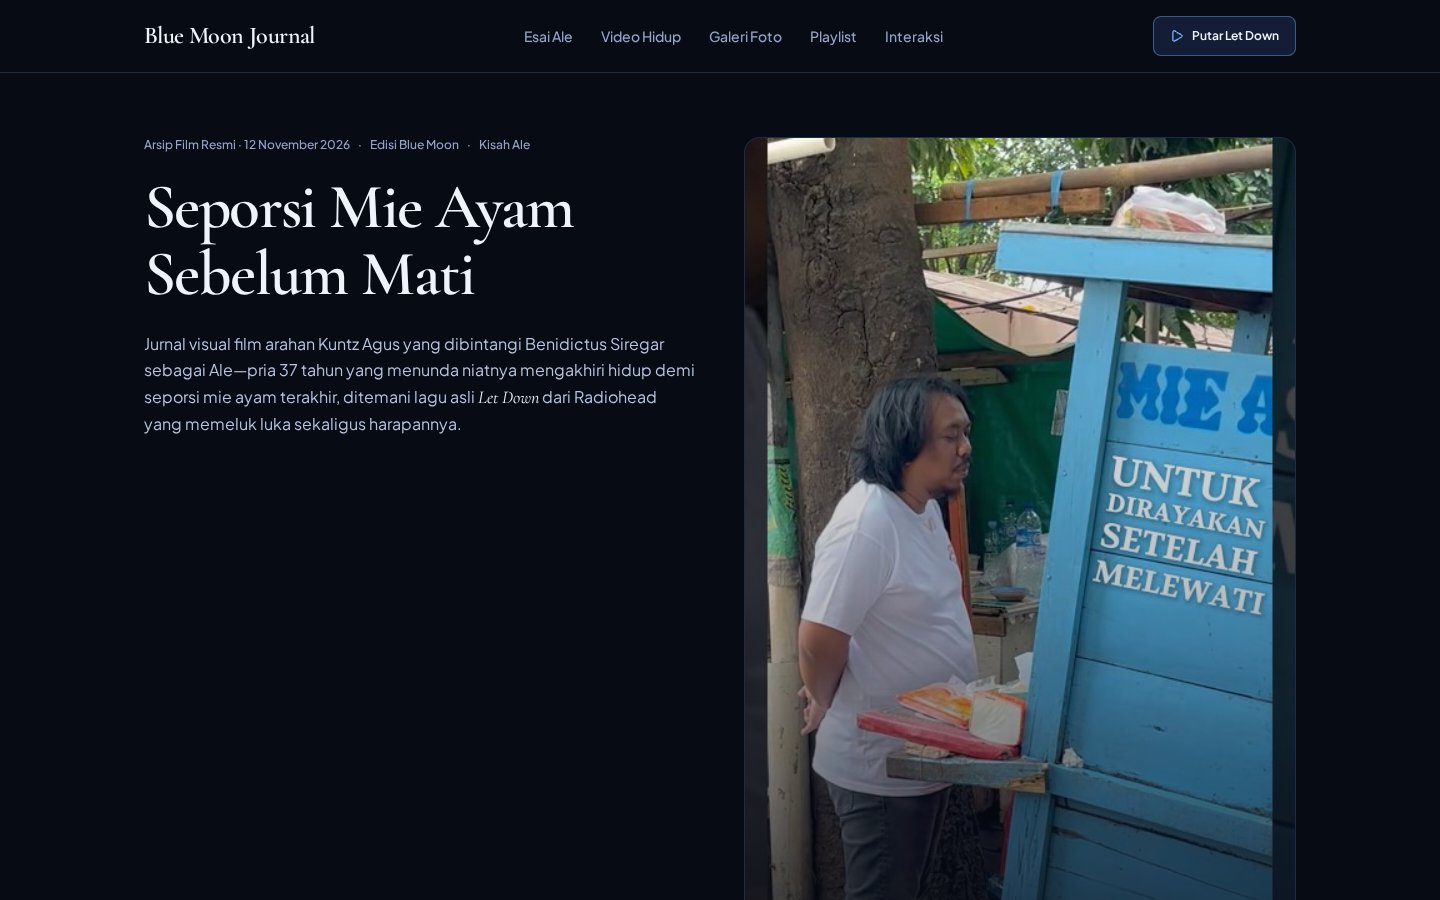 Blue Moon Journal
Esai Ale
Video Hidup
Galeri Foto
Playlist
Interaksi
Putar Let Down
Arsip Film Resmi · 12 November 2026 · Edisi Blue Moon · Kisah Ale
Seporsi Mie Ayam
Sebelum Mati
Jurnal visual film arahan Kuntz Agus yang dibintangi Benidictus Siregar
sebagai Ale—pria 37 tahun yang menunda niatnya mengakhiri hidup demi
seporsi mie ayam terakhir, ditemani lagu asli Let Down dari Radiohead
yang memeluk luka sekaligus harapannya.
MIE A
UNTUK
DIRAYAKAN
SETELAH
MELEWATI